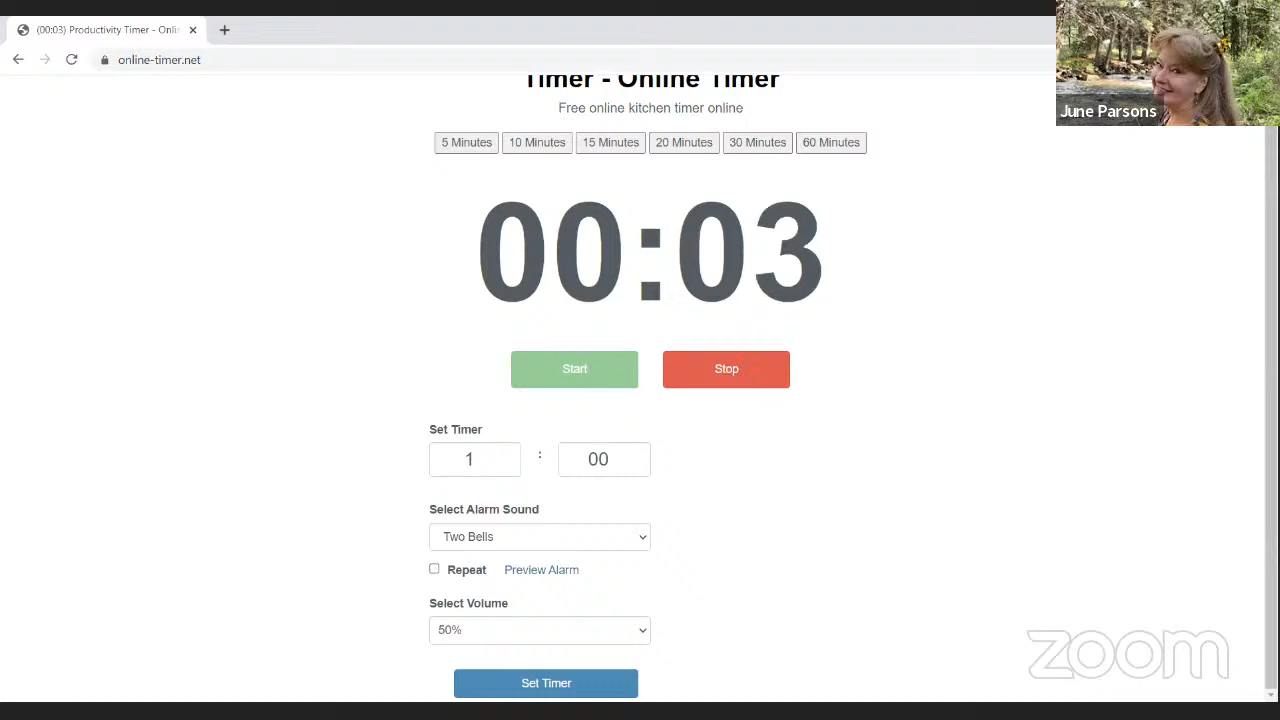 (00:03) Productivity Timer - Onli
online-timer.net
June Parsons
Timer - Online Timer
Free online kitchen timer online
5 Minutes 10 Minutes 15 Minutes 20 Minutes 30 Minutes 60 Minutes
00:03
Start Stop
Set Timer
1 : 00
Select Alarm Sound
Two Bells
Repeat Preview Alarm
Select Volume
50%
Set Timer
zoom